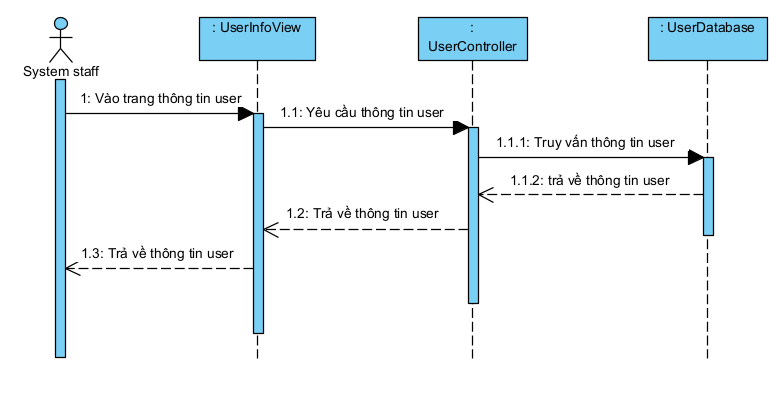 : UserInfoView
:
UserController
: UserDatabase
System staff
1: Vào trang thông tin user
1.1: Yêu cầu thông tin user
1.1.1: Truy vấn thông tin user
1.1.2: trả về thông tin user
1.2: Trả về thông tin user
1.3: Trả về thông tin user